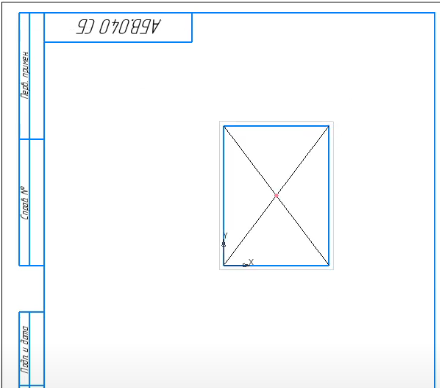 АБВ.040 СБ
Перв. примен.
Справ. №
Y
X
Подп. и дата